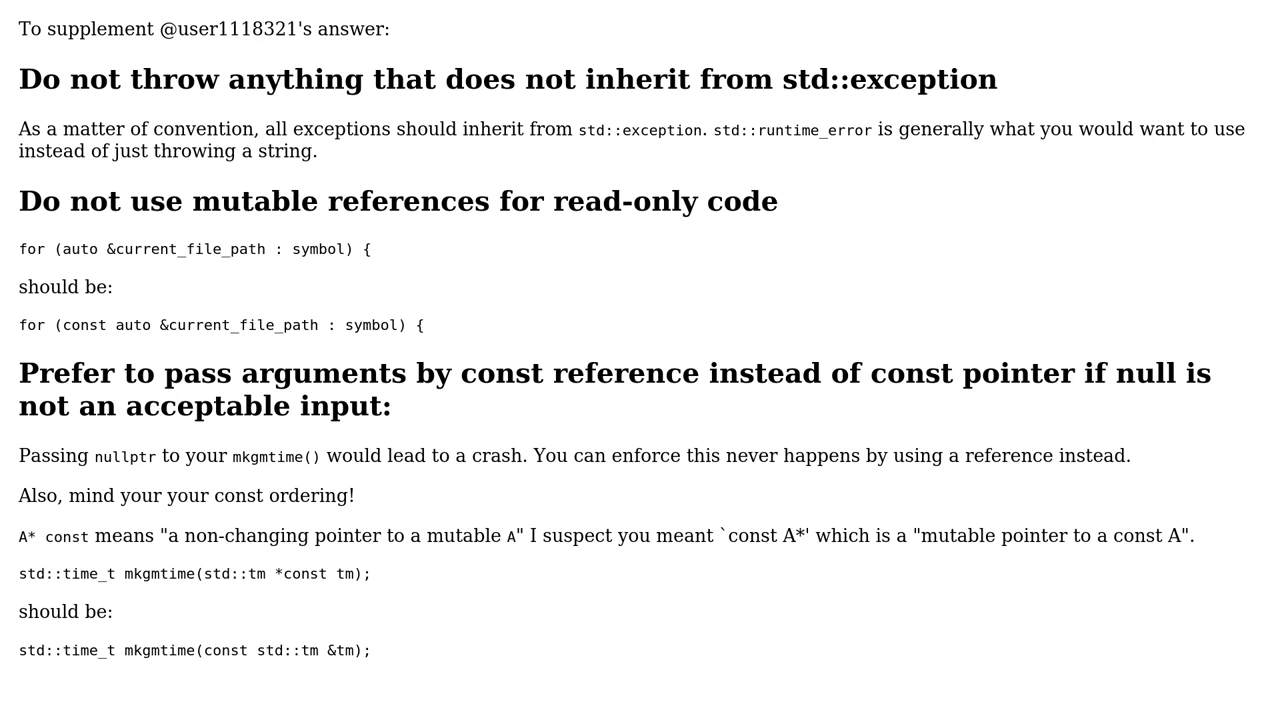 To supplement @user1118321's answer:
Do not throw anything that does not inherit from std::exception
As a matter of convention, all exceptions should inherit from std::exception. std::runtime_error is generally what you would want to use
instead of just throwing a string.
Do not use mutable references for read-only code
for (auto &current_file_path : symbol) {
should be:
for (const auto &current_file_path : symbol) {
Prefer to pass arguments by const reference instead of const pointer if null is
not an acceptable input:
Passing nullptr to your mkgmtime() would lead to a crash. You can enforce this never happens by using a reference instead.
Also, mind your your const ordering!
A* const means "a non-changing pointer to a mutable A" I suspect you meant `const A*' which is a "mutable pointer to a const A".
std::time_t mkgmtime(std::tm *const tm);
should be:
std::time_t mkgmtime(const std::tm &tm);